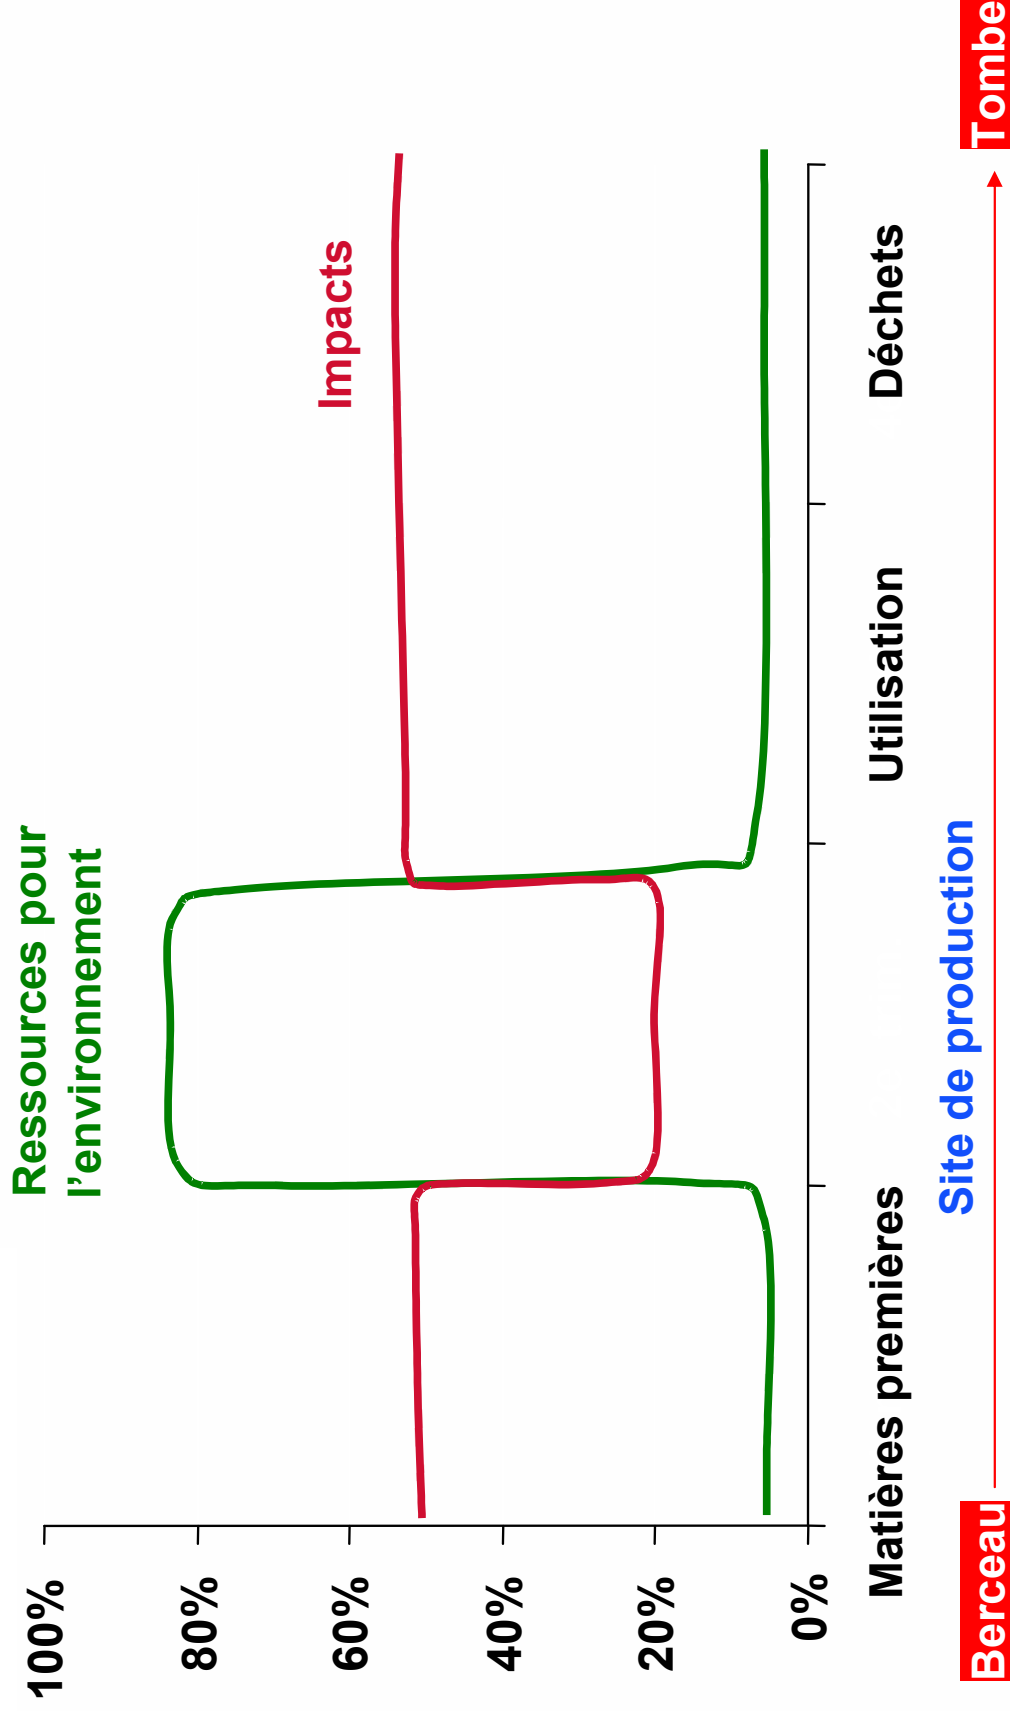 Ressources pour
l'environnement
Impacts
100%
80%
60%
40%
20%
0%
Matières premières
Site de production
Utilisation
Déchets
Berceau
Tombe